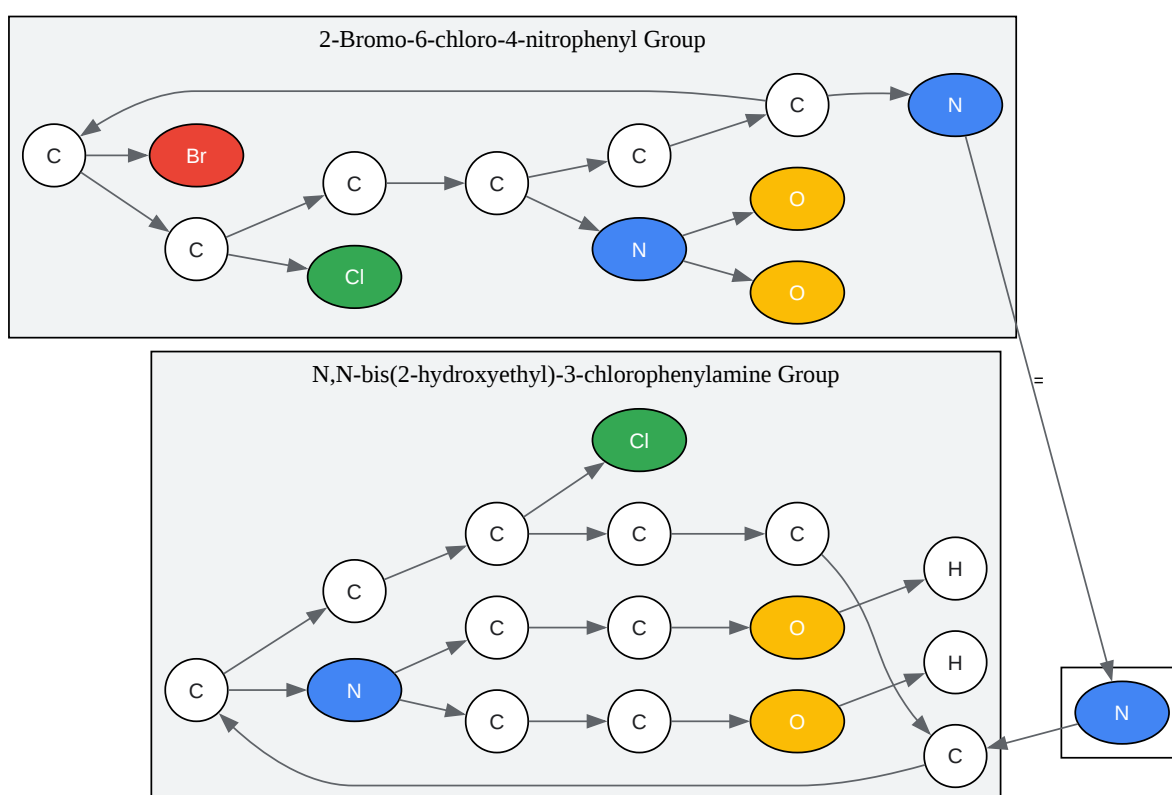 2-Bromo-6-chloro-4-nitrophenyl Group
C
N
C
Br
C
C
C
O
C
N
Cl
O
=
N,N-bis(2-hydroxyethyl)-3-chlorophenylamine Group
Cl
C
C
C
H
C
C
C
O
H
C
N
C
C
O
N
C